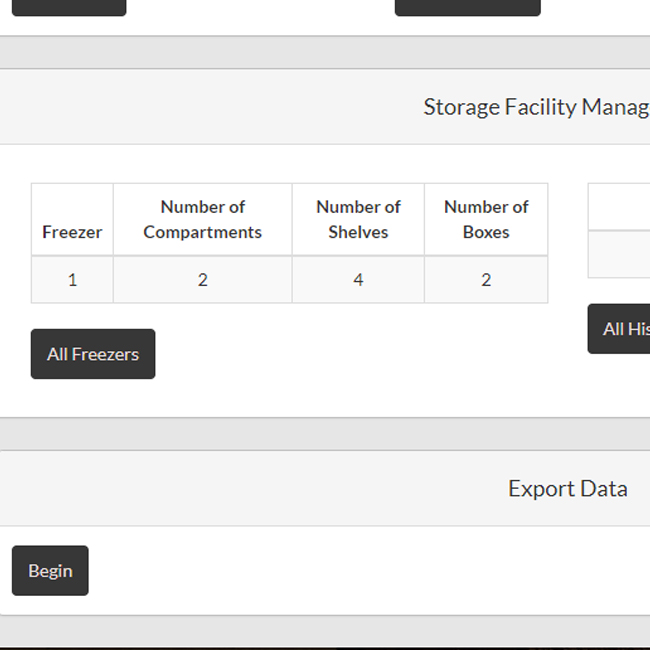 Storage Facility Manag
Freezer
Number of
Compartments
Number of
Shelves
Number of
Boxes
1 2 4 2
All Freezers
All His
Export Data
Begin